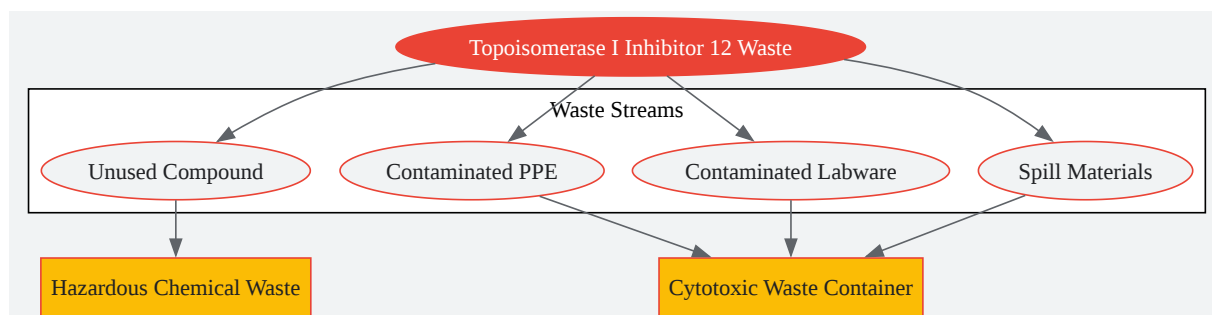 Topoisomerase I Inhibitor 12 Waste
Waste Streams
Unused Compound
Contaminated PPE
Contaminated Labware
Spill Materials
Hazardous Chemical Waste
Cytotoxic Waste Container